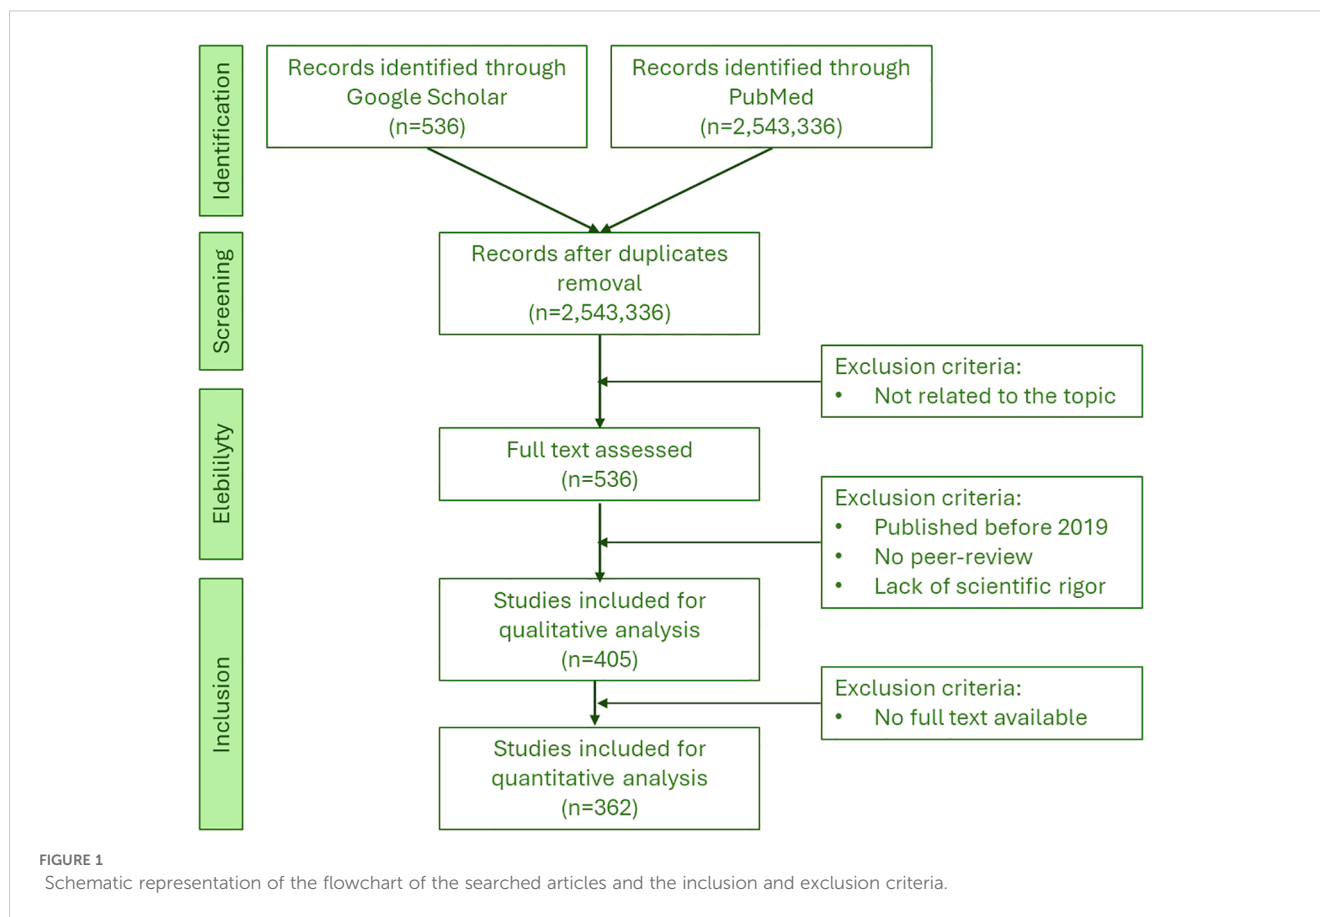 Identification
Records identified through
Google Scholar
(n=536)
Records identified through
PubMed
(n=2,543,336)
Screening
Records after duplicates
removal
(n=2,543,336)
Exclusion criteria:
• Not related to the topic
Elebililyty
Full text assessed
(n=536)
Exclusion criteria:
• Published before 2019
• No peer-review
• Lack of scientific rigor
Inclusion
Studies included for
qualitative analysis
(n=405)
Exclusion criteria:
• No full text available
Studies included for
quantitative analysis
(n=362)
FIGURE 1
Schematic representation of the flowchart of the searched articles and the inclusion and exclusion criteria.